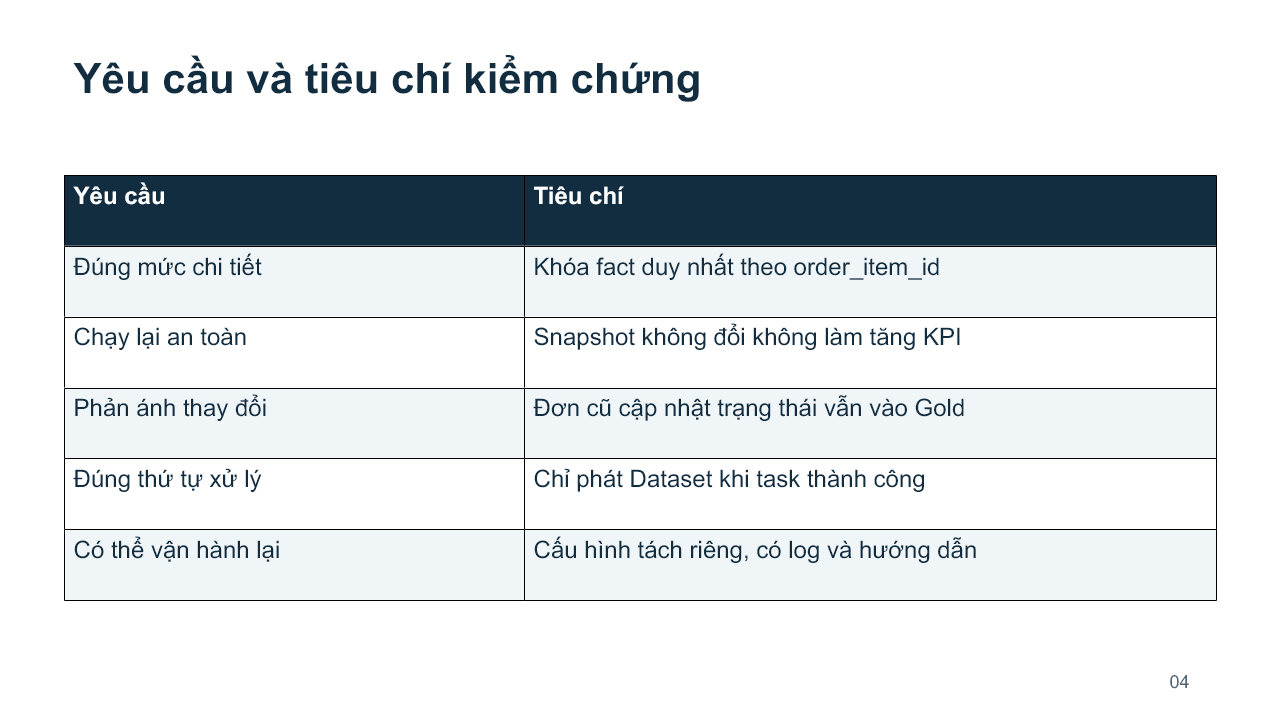 Yêu cầu và tiêu chí kiểm chứng
Yêu cầu
Tiêu chí
Đúng mức chi tiết
Khóa fact duy nhất theo order_item_id
Chạy lại an toàn
Snapshot không đổi không làm tăng KPI
Phản ánh thay đổi
Đơn cũ cập nhật trạng thái vẫn vào Gold
Đúng thứ tự xử lý
Chỉ phát Dataset khi task thành công
Có thể vận hành lại
Cấu hình tách riêng, có log và hướng dẫn
04